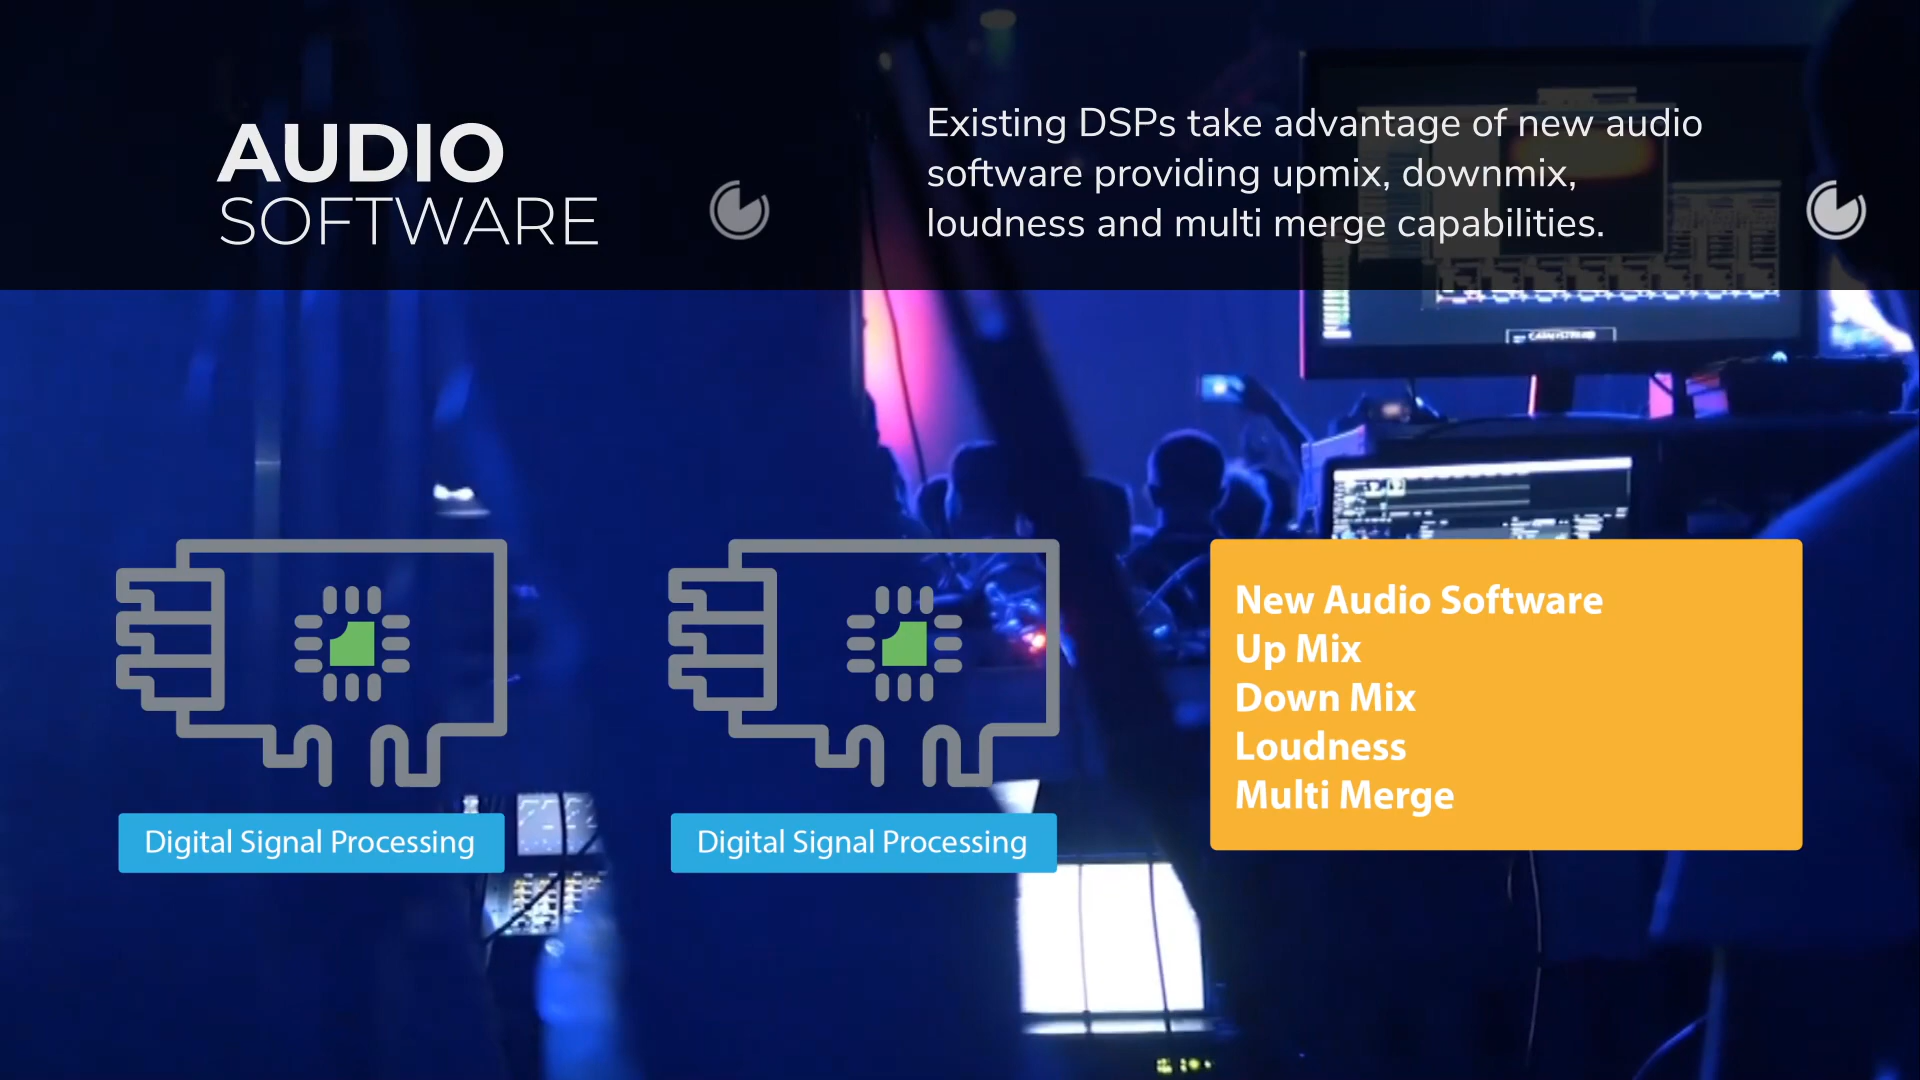 AUDIO
SOFTWARE
Existing DSPs take advantage of new audio
software providing upmix, downmix,
loudness and multi merge capabilities.
Digital Signal Processing
Digital Signal Processing
New Audio Software
Up Mix
Down Mix
Loudness
Multi Merge